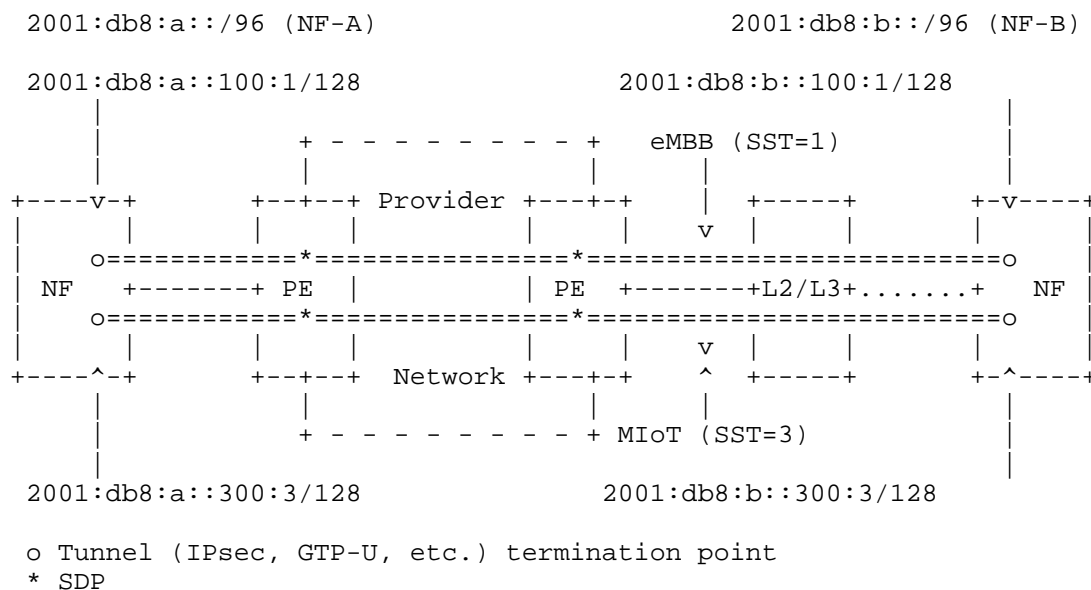 2001:db8:a::/96 (NF-A) 2001:db8:b::/96 (NF-B)
2001:db8:a::100:1/128 2001:db8:b::100:1/128
eMBB (SST=1)
Provider
v v
v
o * * o
NF PE PE L2/L3 NF
o * * o
v
^ Network ^ ^
MIoT (SST=3)
2001:db8:a::300:3/128 2001:db8:b::300:3/128
o Tunnel (IPsec, GTP-U, etc.) termination point
* SDP